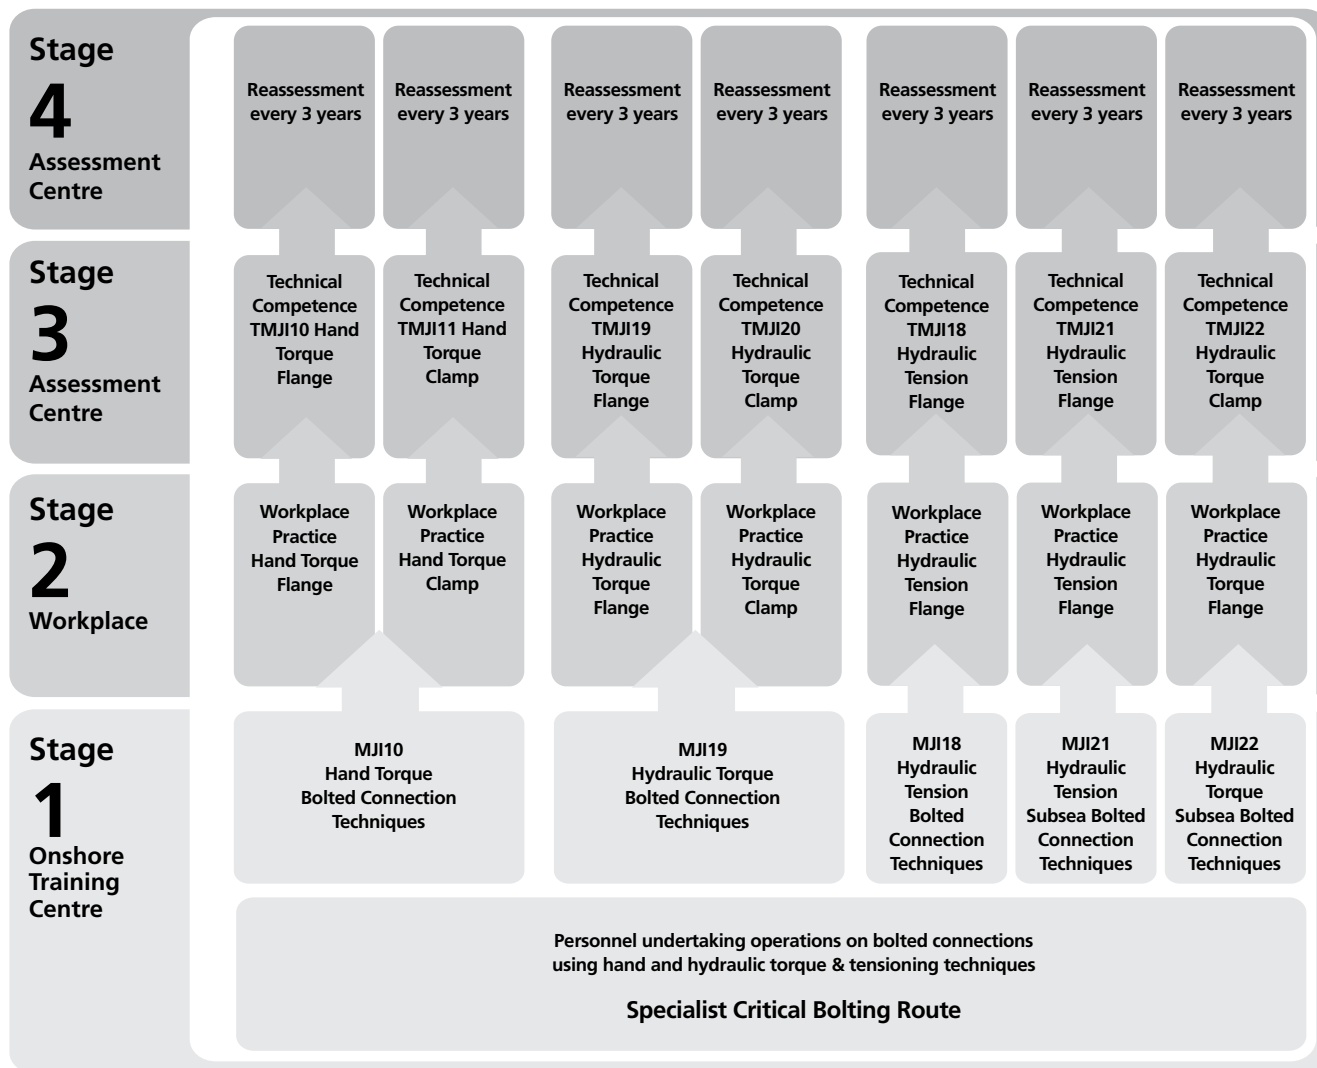 Stage
4
Assessment
Centre
Reassessment
every 3 years
Reassessment
every 3 years
Reassessment
every 3 years
Reassessment
every 3 years
Reassessment
every 3 years
Reassessment
every 3 years
Reassessment
every 3 years
Stage
3
Assessment
Centre
Technical
Competence
TMJI10 Hand
Torque
Flange
Technical
Competence
TMJI11 Hand
Torque
Clamp
Technical
Competence
TMJI19
Hydraulic
Torque
Flange
Technical
Competence
TMJI20
Hydraulic
Torque
Clamp
Technical
Competence
TMJI18
Hydraulic
Tension
Flange
Technical
Competence
TMJI21
Hydraulic
Tension
Flange
Technical
Competence
TMJI22
Hydraulic
Torque
Clamp
Stage
2
Workplace
Workplace
Practice
Hand Torque
Flange
Workplace
Practice
Hand Torque
Clamp
Workplace
Practice
Hydraulic
Torque
Flange
Workplace
Practice
Hydraulic
Torque
Clamp
Workplace
Practice
Hydraulic
Tension
Flange
Workplace
Practice
Hydraulic
Tension
Flange
Workplace
Practice
Hydraulic
Torque
Flange
Stage
1
Onshore
Training
Centre
MJI10
Hand Torque
Bolted Connection
Techniques
MJI19
Hydraulic Torque
Bolted Connection
Techniques
MJI18
Hydraulic
Tension
Bolted
Connection
Techniques
MJI21
Hydraulic
Tension
Subsea Bolted
Connection
Techniques
MJI22
Hydraulic
Torque
Subsea Bolted
Connection
Techniques
Personnel undertaking operations on bolted connections
using hand and hydraulic torque & tensioning techniques
Specialist Critical Bolting Route